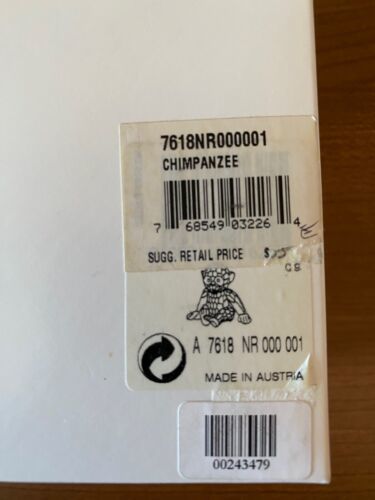 7618NR000001
CHIMPANZEE
7 68549 03226 4
SUGG. RETAIL PRICE $
A 7618 NR 000 001
MADE IN AUSTRIA
00243479